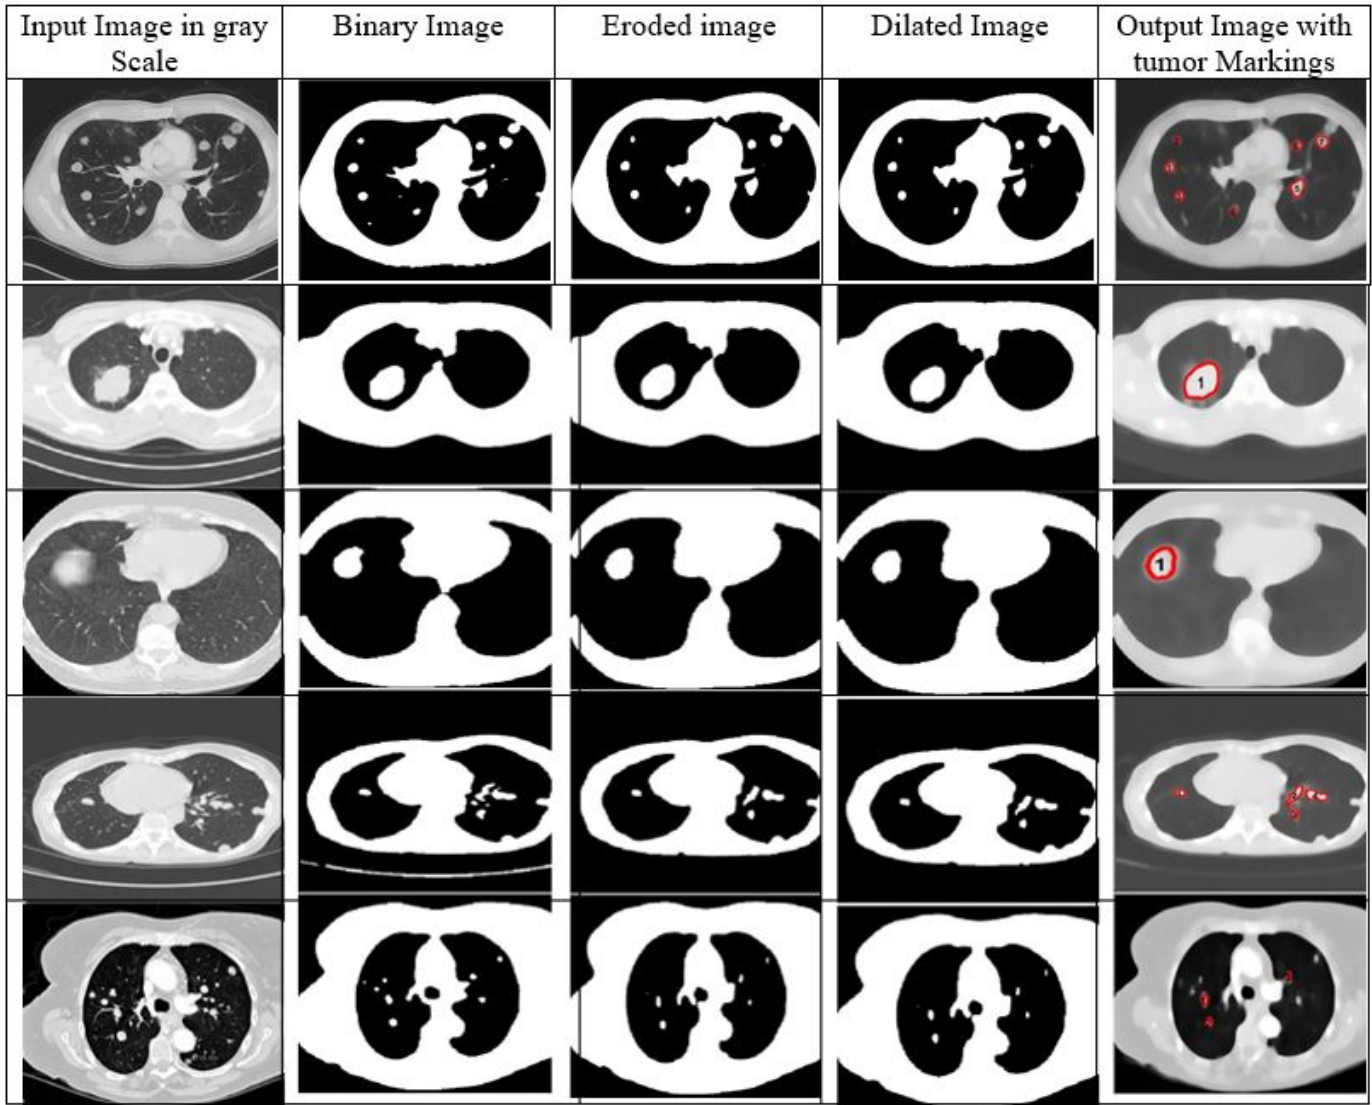 Input Image in gray
Scale
Binary Image
Eroded image
Dilated Image
Output Image with
tumor Markings
1
1